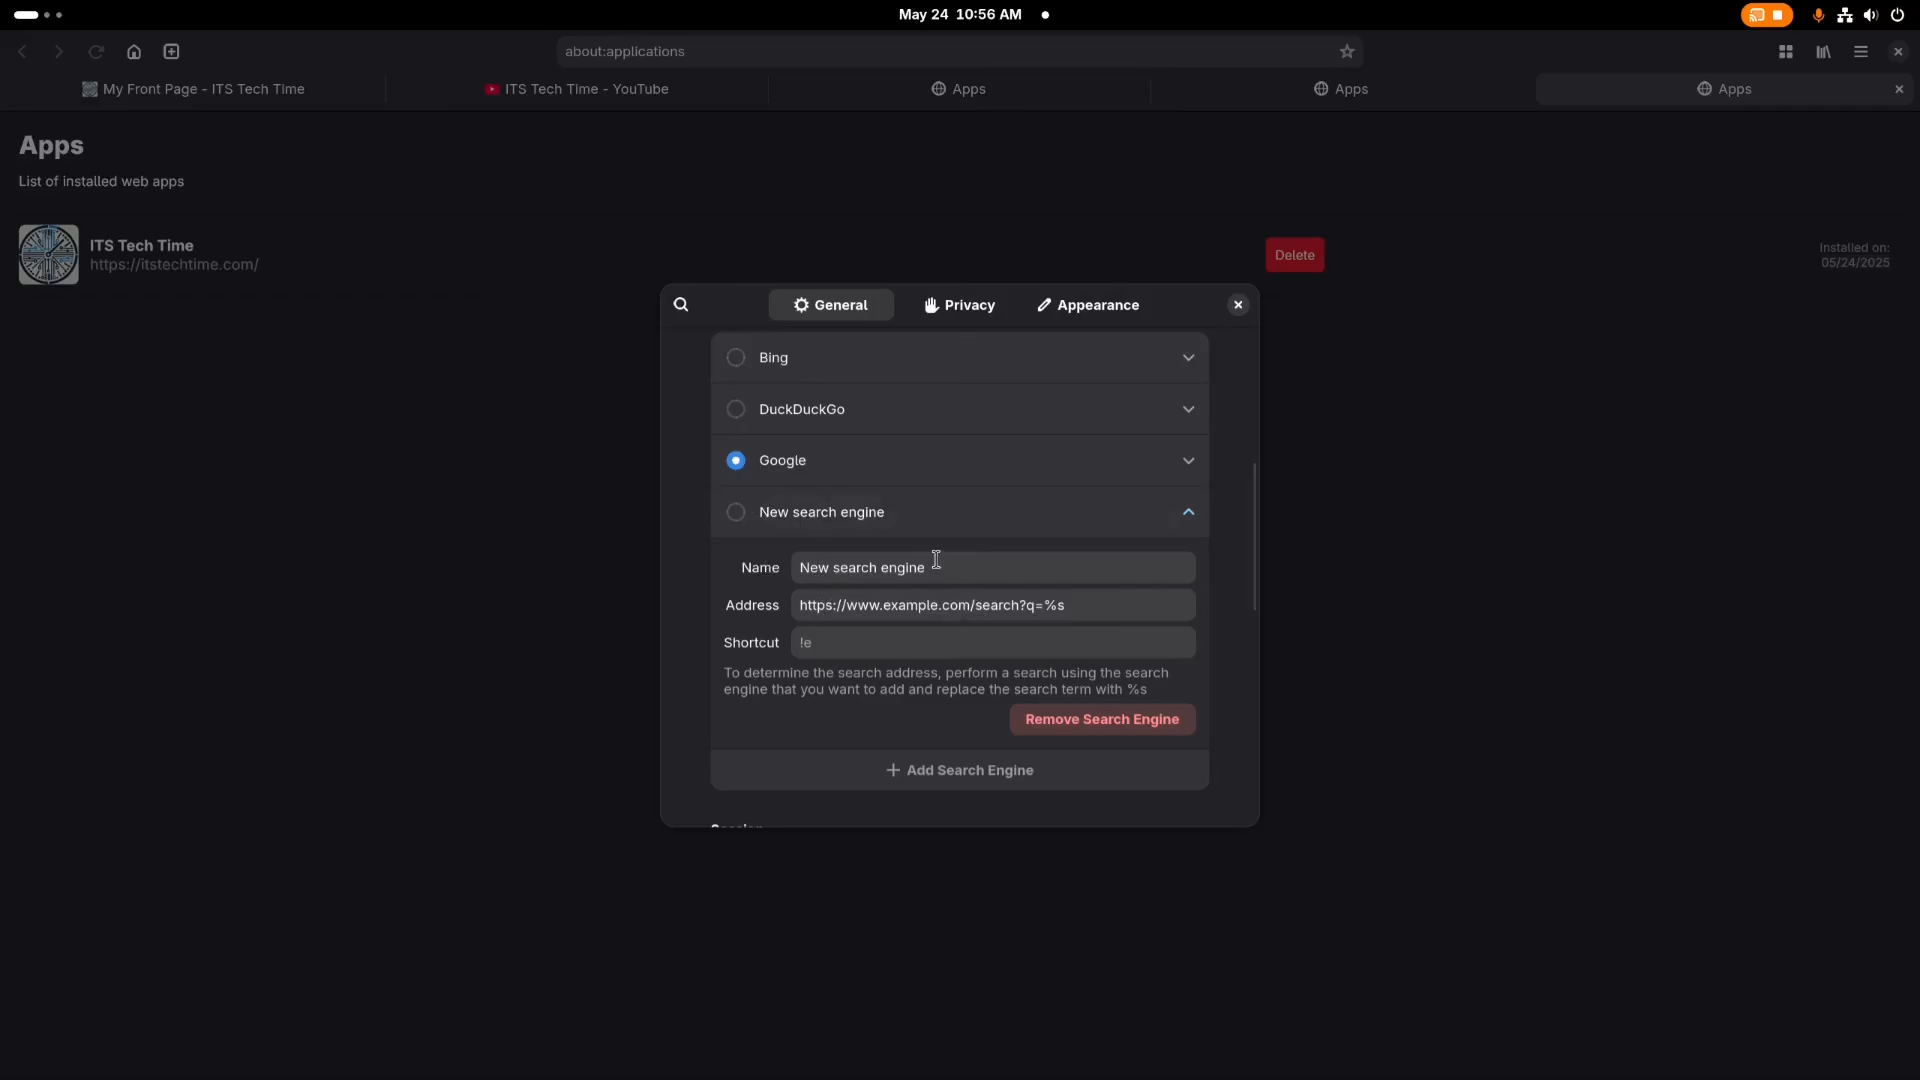 May 24 10:56 AM
about:applications
My Front Page - ITS Tech Time
ITS Tech Time - YouTube
Apps
Apps
Apps
Apps
List of installed web apps
ITS Tech Time
https://itstechtime.com/
Delete
Installed on:
05/24/2025
General
Privacy
Appearance
Bing
DuckDuckGo
Google
New search engine
Name
New search engine
Address
https://www.example.com/search?q=%s
Shortcut
!e
To determine the search address, perform a search using the search
engine that you want to add and replace the search term with %s
Remove Search Engine
Add Search Engine
Session